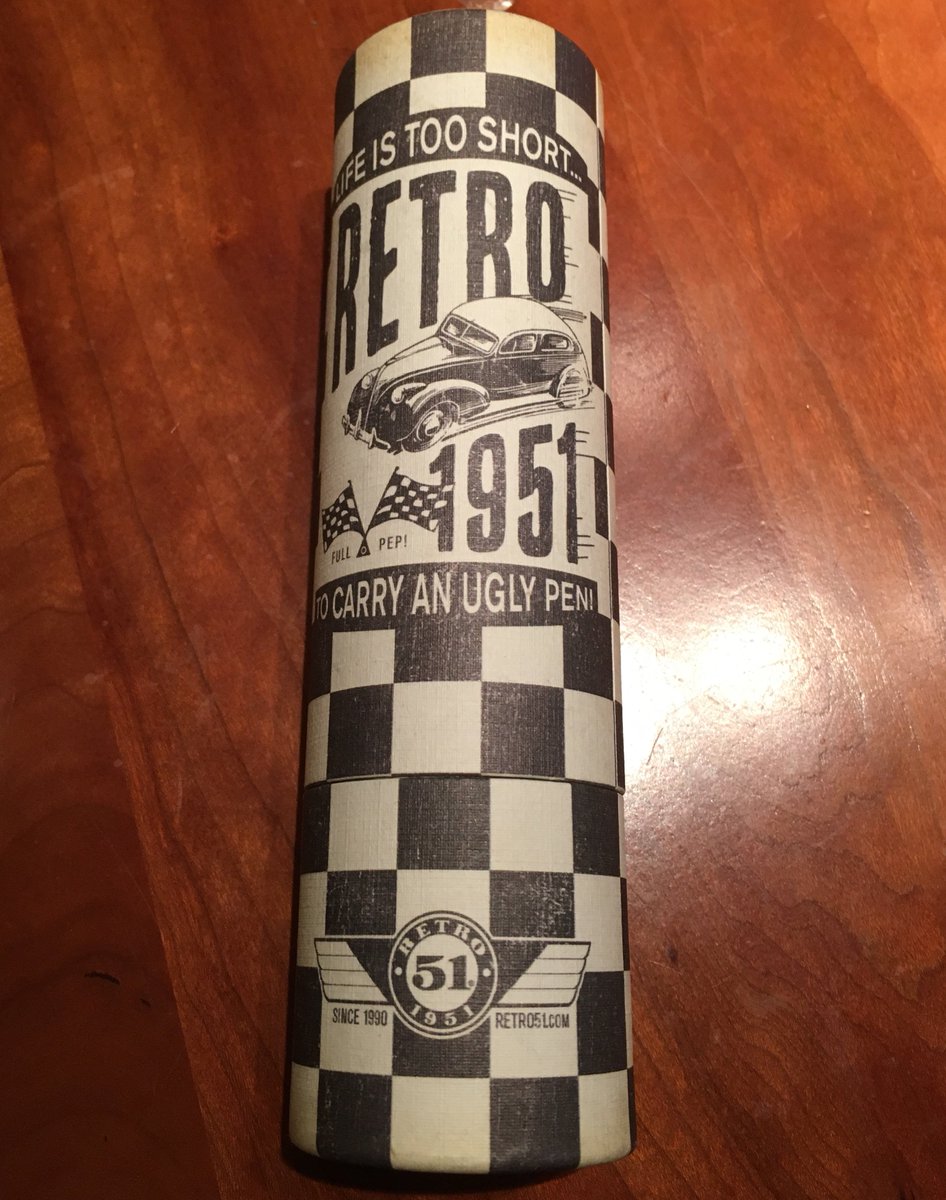 LIFE IS TOO SHORT...
RETRO
1951
FULL PEP!
TO CARRY AN UGLY PEN!
RETRO
51.
1951
SINCE 1990
RETRO51.COM